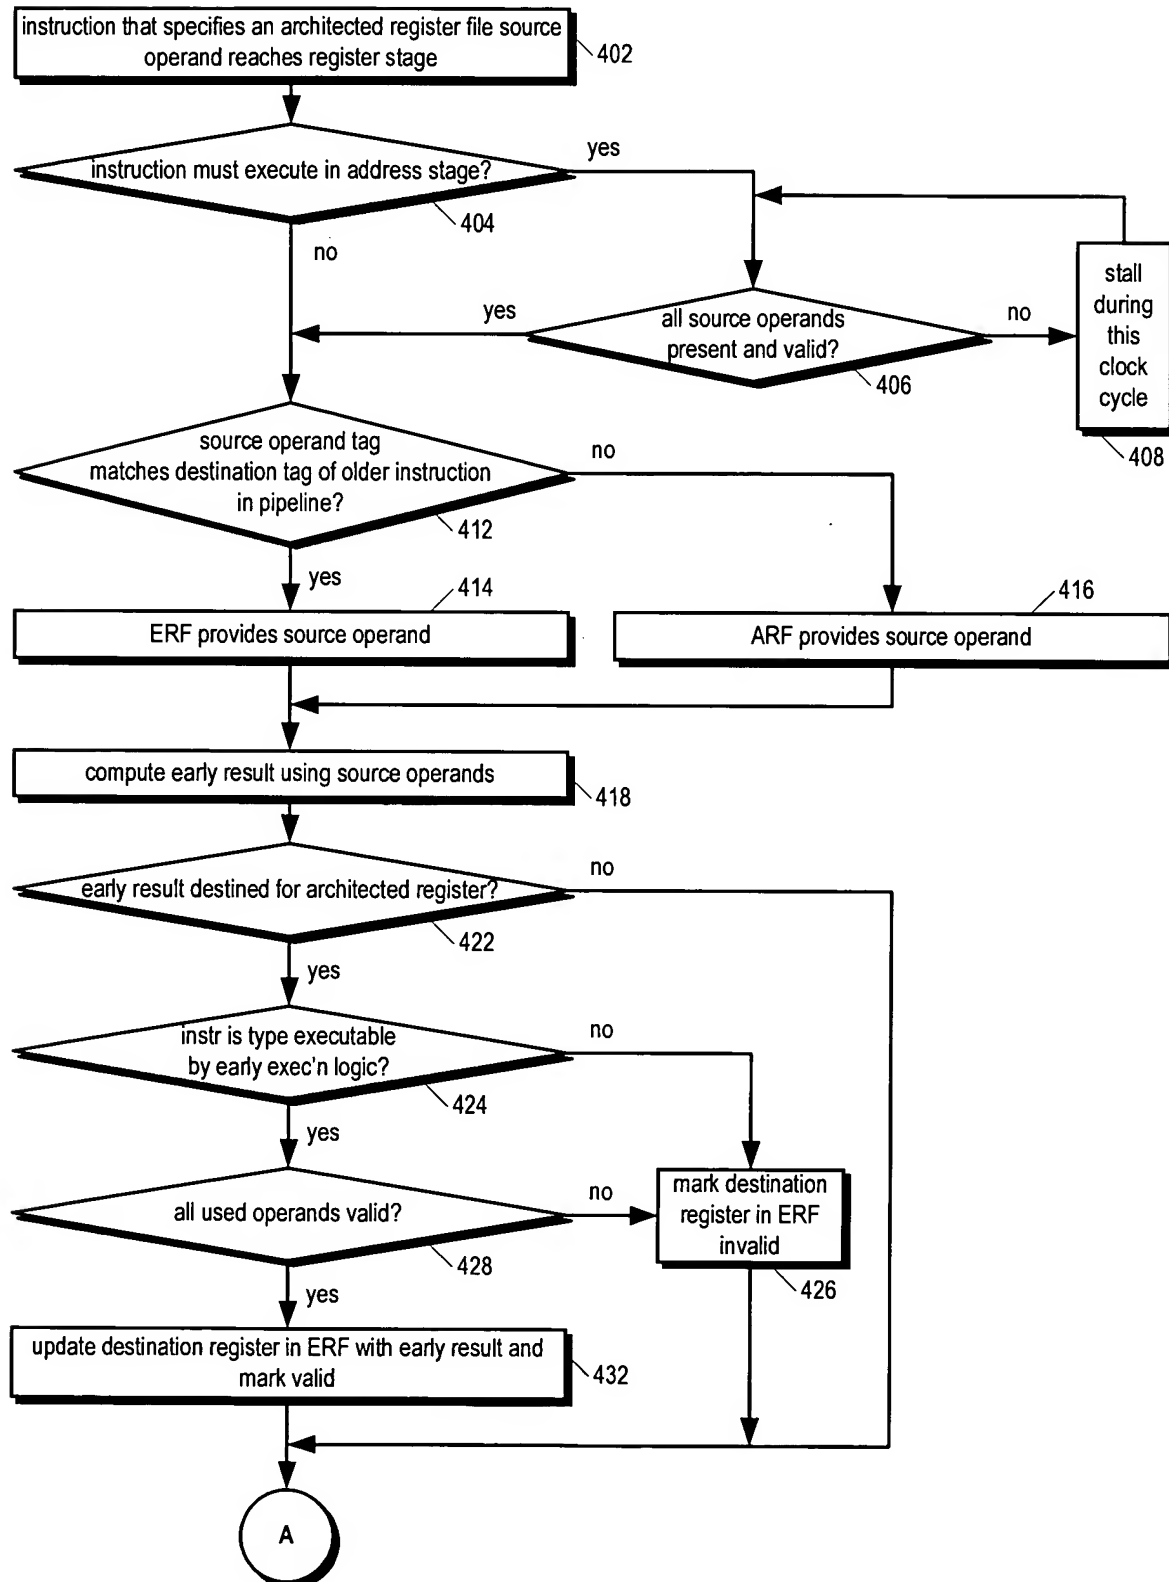 instruction that specifies an architected register file source
operand reaches register stage
402
instruction must execute in address stage?
yes
404
no
stall
during
this
clock
cycle
408
yes
all source operands
present and valid?
no
406
source operand tag
matches destination tag of older instruction
in pipeline?
no
412
yes
414
416
ERF provides source operand
ARF provides source operand
compute early result using source operands
418
early result destined for architected register?
no
422
yes
instr is type executable
by early exec'n logic?
no
424
yes
all used operands valid?
no
428
mark destination
register in ERF
invalid
426
yes
update destination register in ERF with early result and
mark valid
432
A